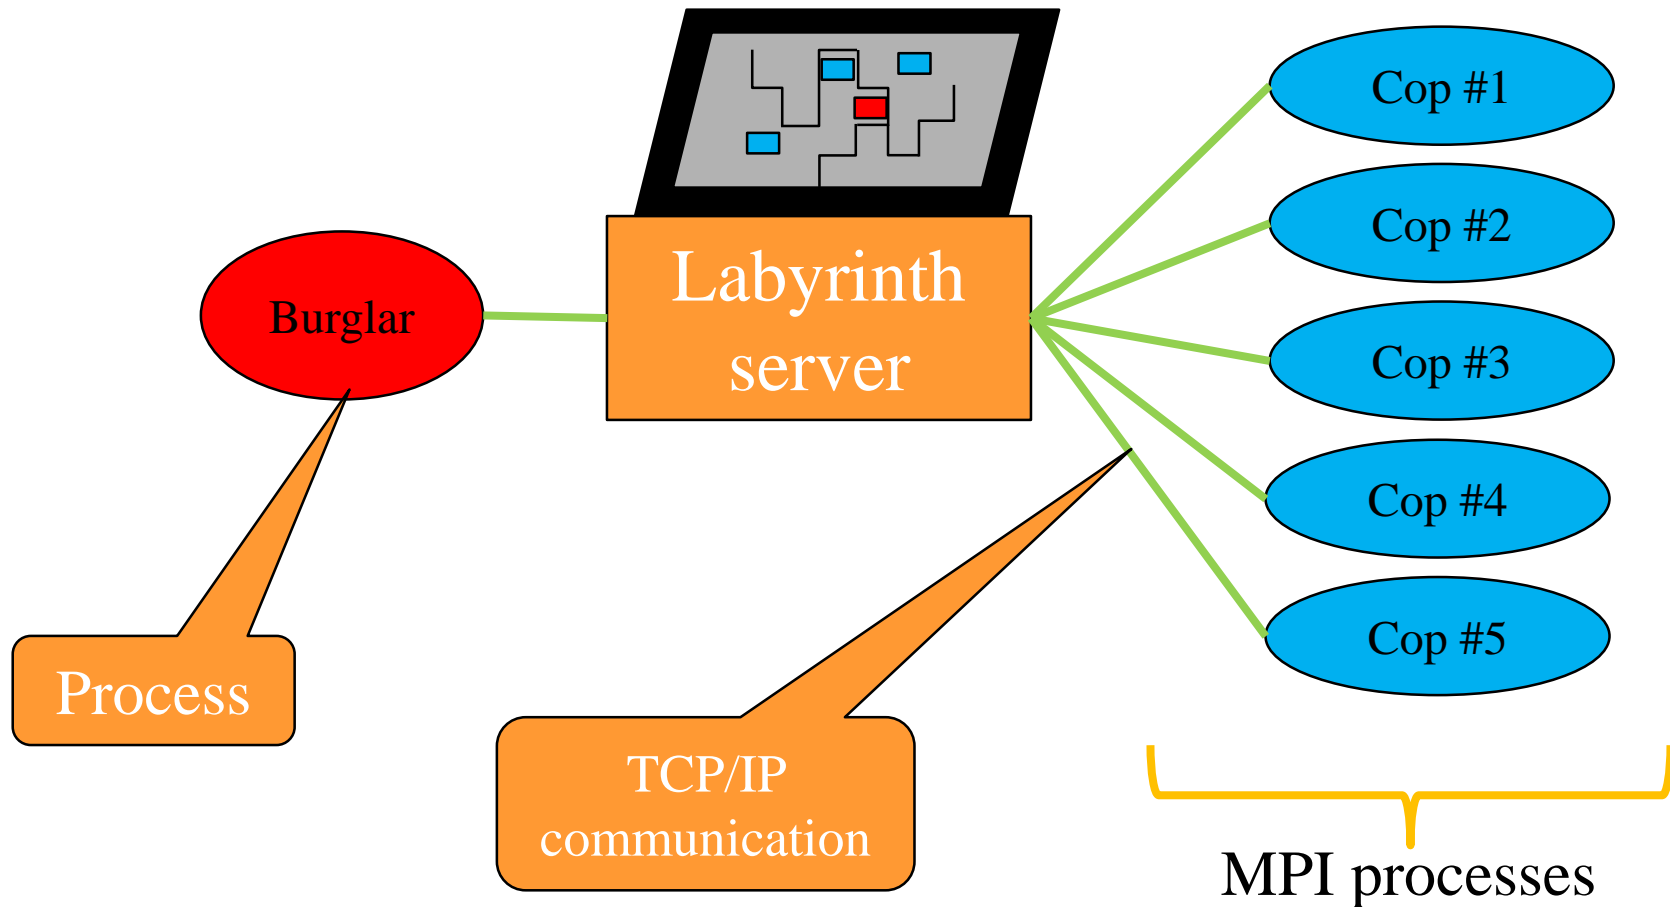 Burglar
Labyrinth
server
Cop #1
Cop #2
Cop #3
Cop #4
Cop #5
Process
TCP/IP
communication
MPI processes